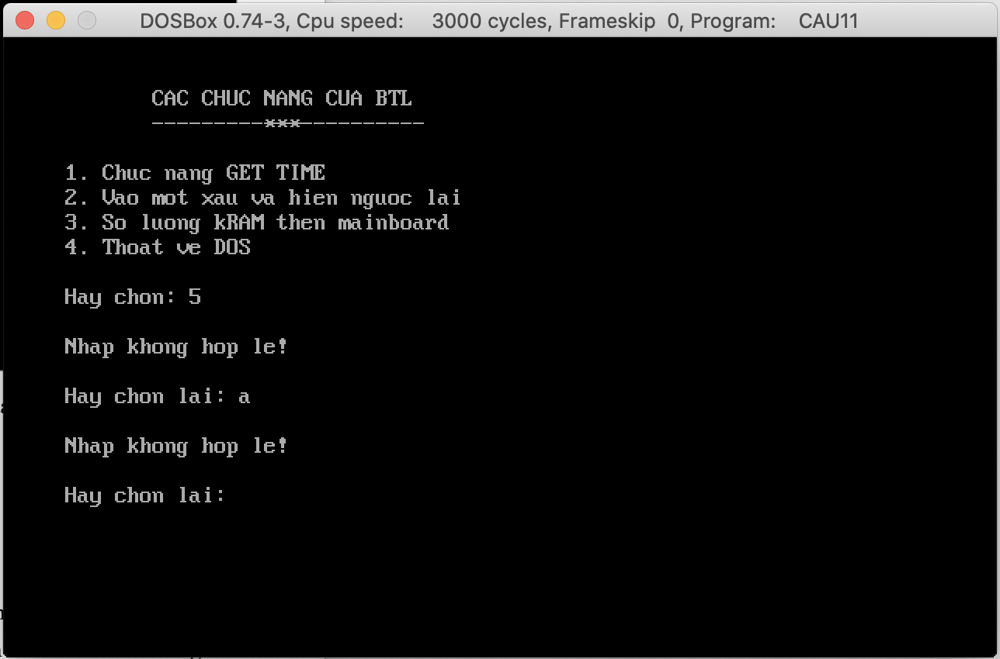 DOSBox 0.74-3, Cpu speed: 3000 cycles, Frameskip 0, Program: CAU11
CAC CHUC NANG CUA BTL
---------***----------
1. Chuc nang GET TIME
2. Vao mot xau va hien nguoc lai
3. So luong kRAM then mainboard
4. Thoat ve DOS
Hay chon: 5
Nhap khong hop le!
Hay chon lai: a
Nhap khong hop le!
Hay chon lai: